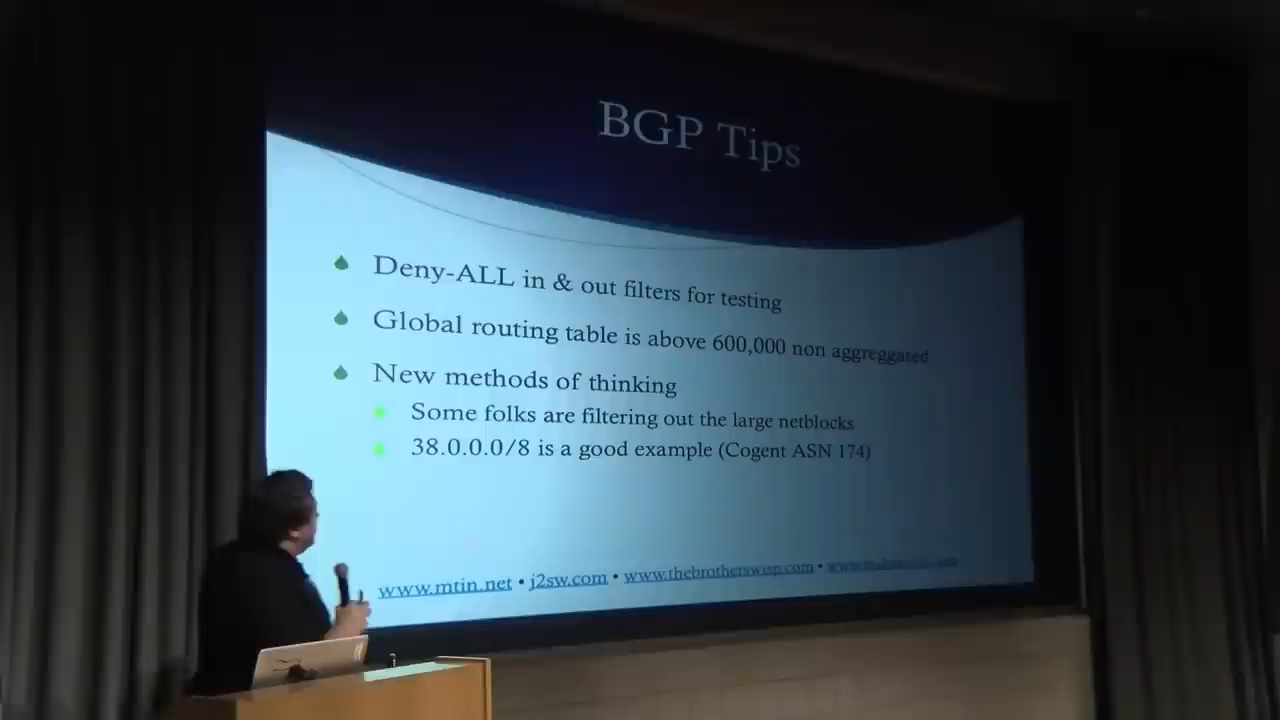 BGP Tips
Deny-ALL in & out filters for testing
Global routing table is above 600,000 non aggreggated
New methods of thinking
Some folks are filtering out the large netblocks
38.0.0.0/8 is a good example (Cogent ASN 174)
www.mtin.net • j2sw.com • www.thebrotherswisp.com •